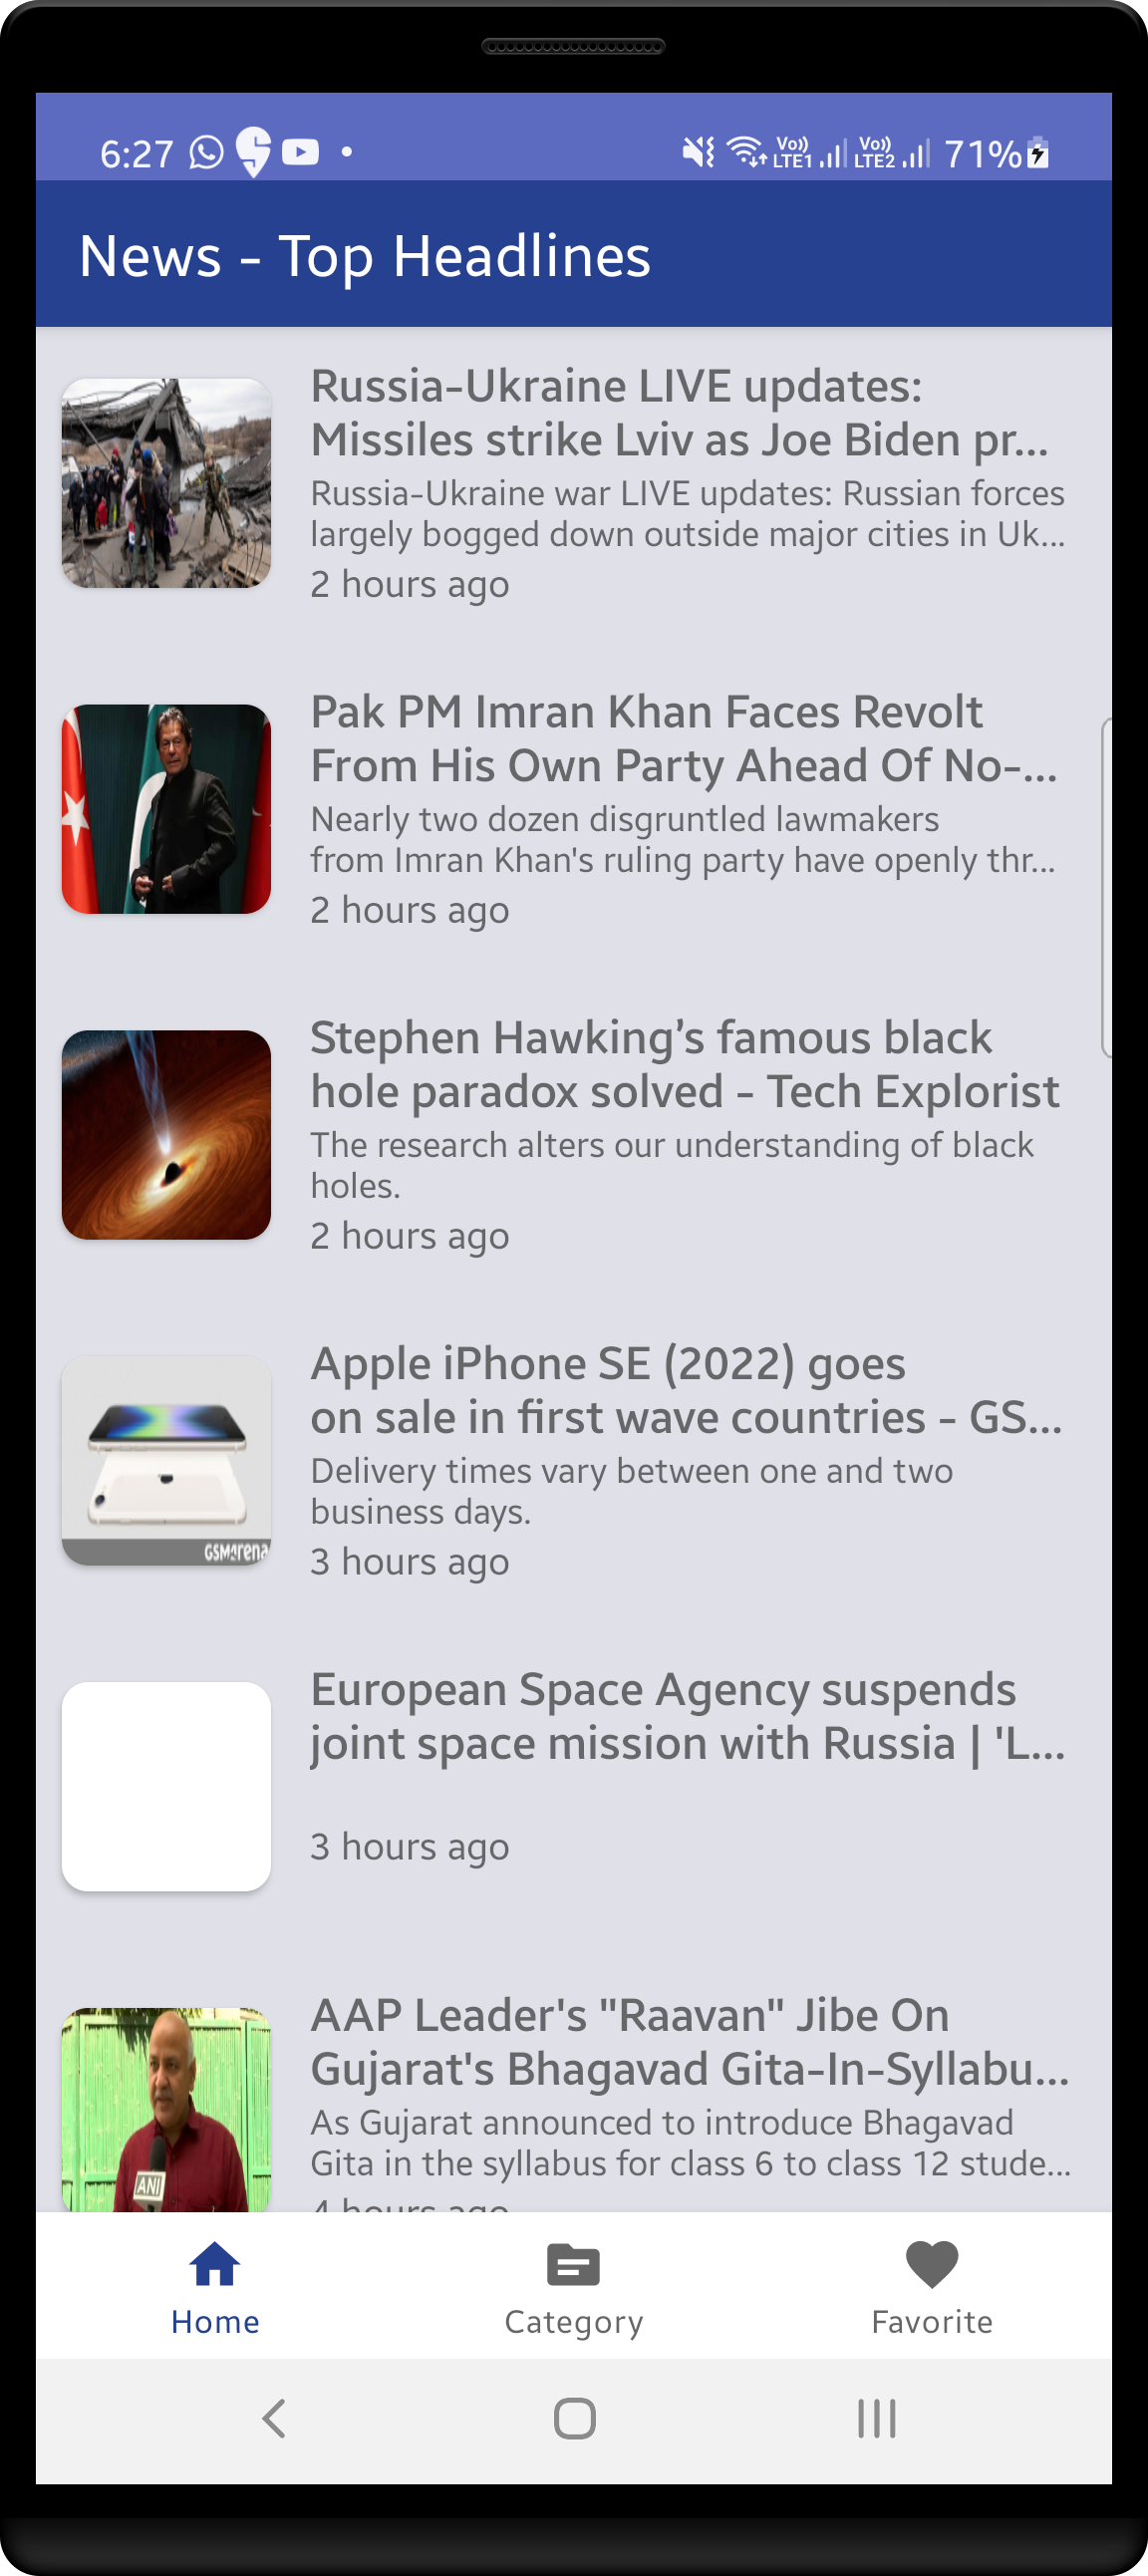 6:27
Vo)) LTE1 Vo)) LTE2 71%
News - Top Headlines
Russia-Ukraine LIVE updates:
Missiles strike Lviv as Joe Biden pr...
Russia-Ukraine war LIVE updates: Russian forces
largely bogged down outside major cities in Uk...
2 hours ago
Pak PM Imran Khan Faces Revolt
From His Own Party Ahead Of No-...
Nearly two dozen disgruntled lawmakers
from Imran Khan's ruling party have openly thr...
2 hours ago
Stephen Hawking’s famous black
hole paradox solved - Tech Explorist
The research alters our understanding of black
holes.
2 hours ago
Apple iPhone SE (2022) goes
on sale in first wave countries - GS...
Delivery times vary between one and two
business days.
3 hours ago
GSMArena
European Space Agency suspends
joint space mission with Russia | 'L...
3 hours ago
AAP Leader's "Raavan" Jibe On
Gujarat's Bhagavad Gita-In-Syllabu...
As Gujarat announced to introduce Bhagavad
Gita in the syllabus for class 6 to class 12 stude...
4 hours ago
ANI
Home
Category
Favorite